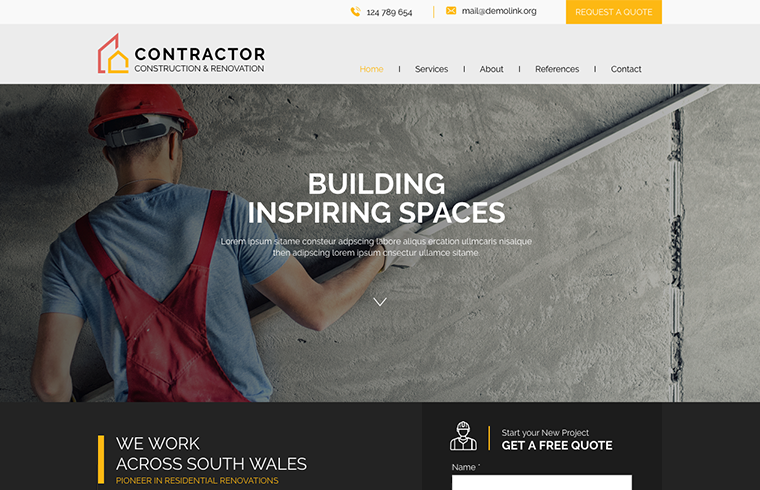 124 789 654
mail@demolink.org
REQUEST A QUOTE
CONTRACTOR
CONSTRUCTION & RENOVATION
Home I Services I About I References I Contact
BUILDING
INSPIRING SPACES
Lorem ipsum sitame consteur adpiscing tabore aliqus ercation ullmcaris nisalque
then adipscing lorem ipsum cnsectur ullamce sitame.
WE WORK
ACROSS SOUTH WALES
PIONEER IN RESIDENTIAL RENOVATIONS
Start your New Project
GET A FREE QUOTE
Name *